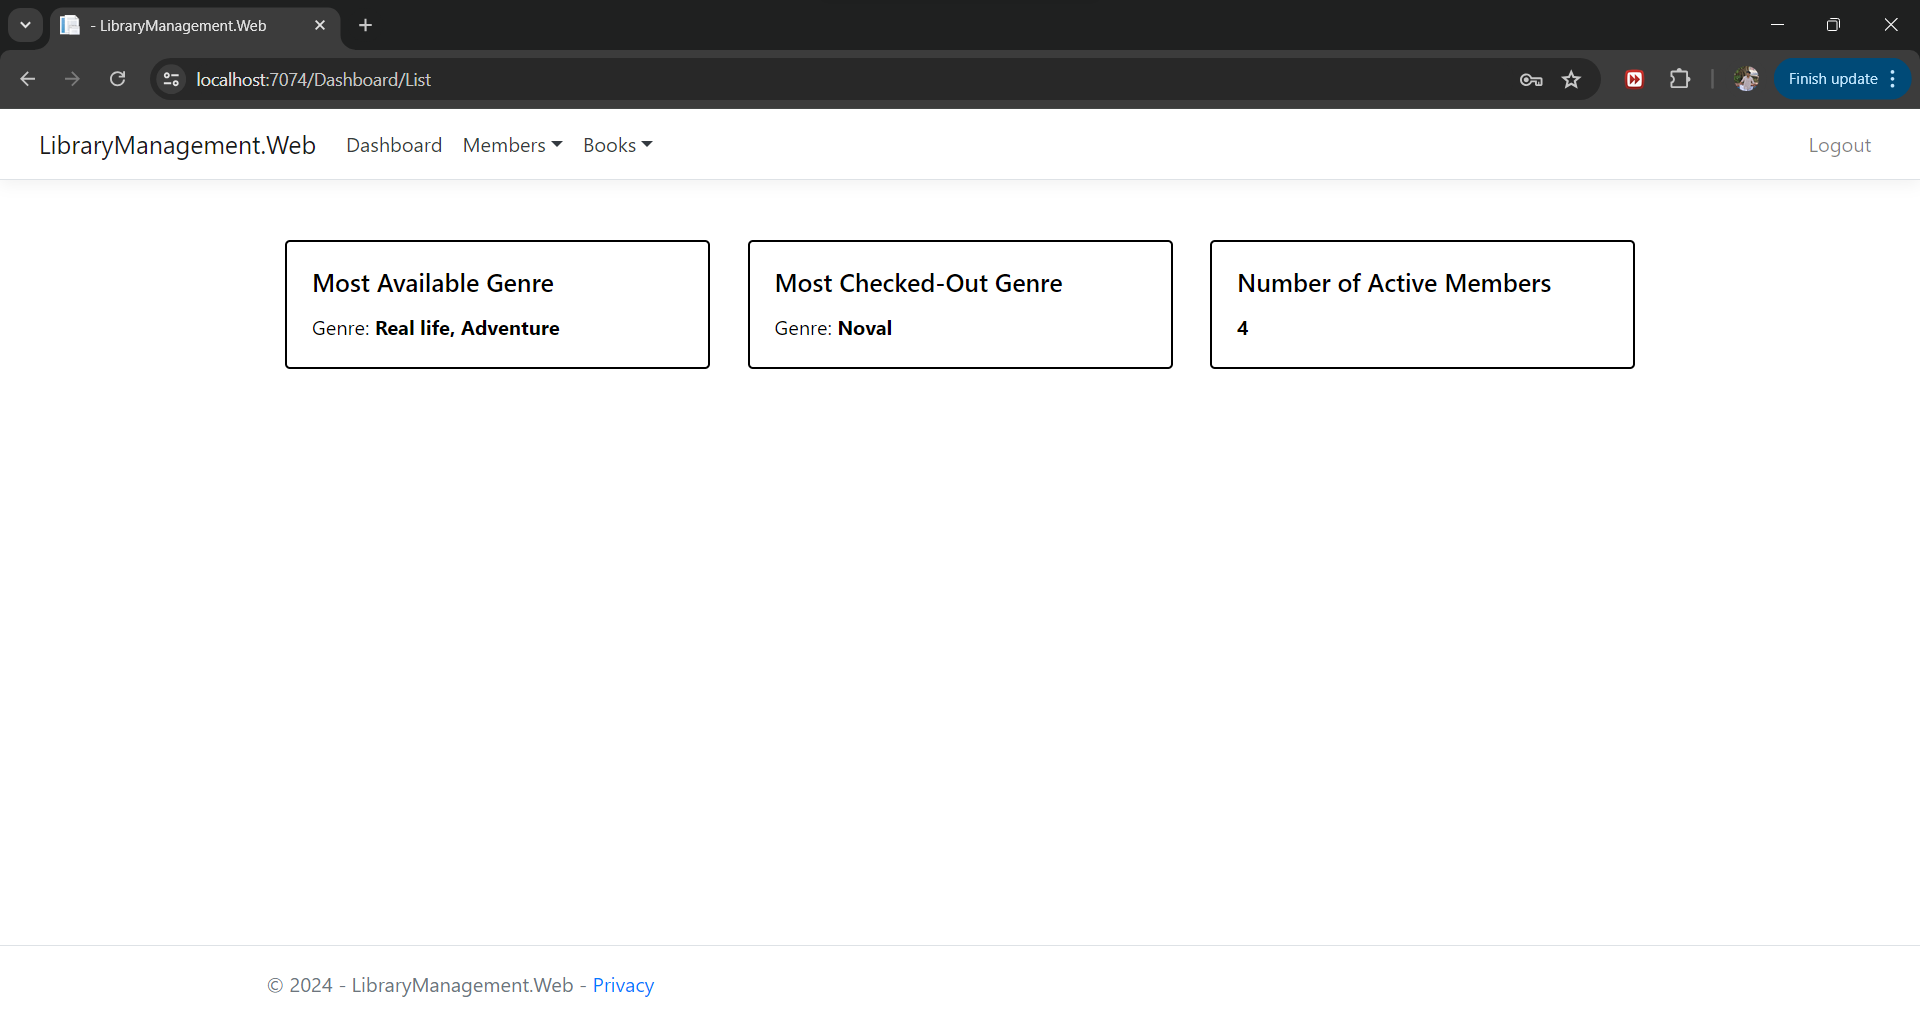 - LibraryManagement.Web
localhost:7074/Dashboard/List
Finish update
LibraryManagement.Web Dashboard Members Books Logout
Most Available Genre
Genre: Real life, Adventure
Most Checked-Out Genre
Genre: Noval
Number of Active Members
4
© 2024 - LibraryManagement.Web - Privacy